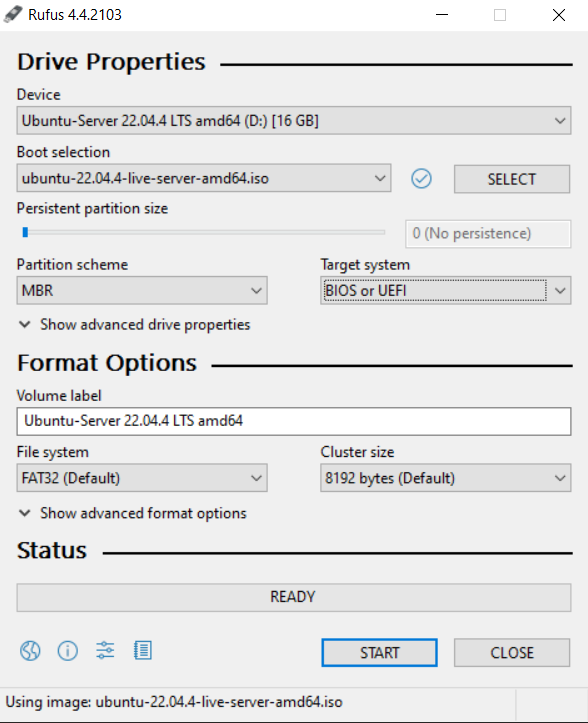 Rufus 4.4.2103
Drive Properties
Device
Ubuntu-Server 22.04.4 LTS amd64 (D:) [16 GB]
Boot selection
ubuntu-22.04.4-live-server-amd64.iso
SELECT
Persistent partition size
0 (No persistence)
Partition scheme
Target system
MBR
BIOS or UEFI
Show advanced drive properties
Format Options
Volume label
Ubuntu-Server 22.04.4 LTS amd64
File system
Cluster size
FAT32 (Default)
8192 bytes (Default)
Show advanced format options
Status
READY
START
CLOSE
Using image: ubuntu-22.04.4-live-server-amd64.iso